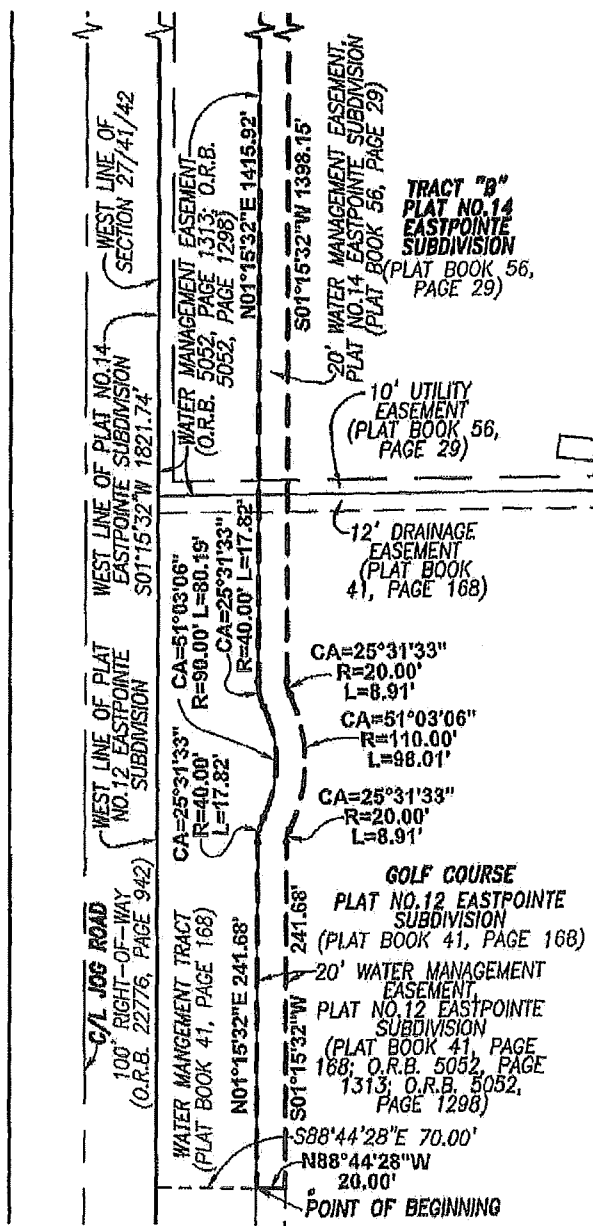 WEST LINE OF
SECTION 27/41/42
WEST LINE OF PLAT NO.14
EASTPOINTE SUBDIVISION
S01°15'32"W 1821.74'
WATER MANAGEMENT EASEMENT
(O.R.B. 5052, PAGE 1313; O.R.B.
5052, PAGE 1298)
N01°15'32"E 1415.92'
S01°15'32"W 1398.15'
20' WATER MANAGEMENT EASEMENT,
PLAT NO.14 EASTPOINTE SUBDIVISION
(PLAT BOOK 56, PAGE 29)
TRACT "B"
PLAT NO.14
EASTPOINTE
SUBDIVISION
(PLAT BOOK 56,
PAGE 29)
10' UTILITY
EASEMENT
(PLAT BOOK 56,
PAGE 29)
12' DRAINAGE
EASEMENT
(PLAT BOOK
41, PAGE 168)
WEST LINE OF PLAT
NO.12 EASTPOINTE
SUBDIVISION
CA=51°03'06"
R=90.00' L=80.19'
CA=25°31'33"
R=40.00' L=17.82'
CA=25°31'33"
R=40.00'
L=17.82'
CA=25°31'33"
R=20.00'
L=8.91'
CA=51°03'06"
R=110.00'
L=98.01'
CA=25°31'33"
R=20.00'
L=8.91'
C/L JOG ROAD
100' RIGHT-OF-WAY
(O.R.B. 22776, PAGE 942)
WATER MANGEMENT TRACT
(PLAT BOOK 41, PAGE 168)
N01°15'32"E 241.68'
S01°15'32"W 241.68'
GOLF COURSE
PLAT NO.12 EASTPOINTE
SUBDIVISION
(PLAT BOOK 41, PAGE 168)
20' WATER MANAGEMENT
EASEMENT,
PLAT NO.12 EASTPOINTE
SUBDIVISION
(PLAT BOOK 41, PAGE
168; O.R.B. 5052, PAGE
1313; O.R.B. 5052,
PAGE 1298)
S88°44'28"E 70.00'
N88°44'28"W
20.00'
POINT OF BEGINNING